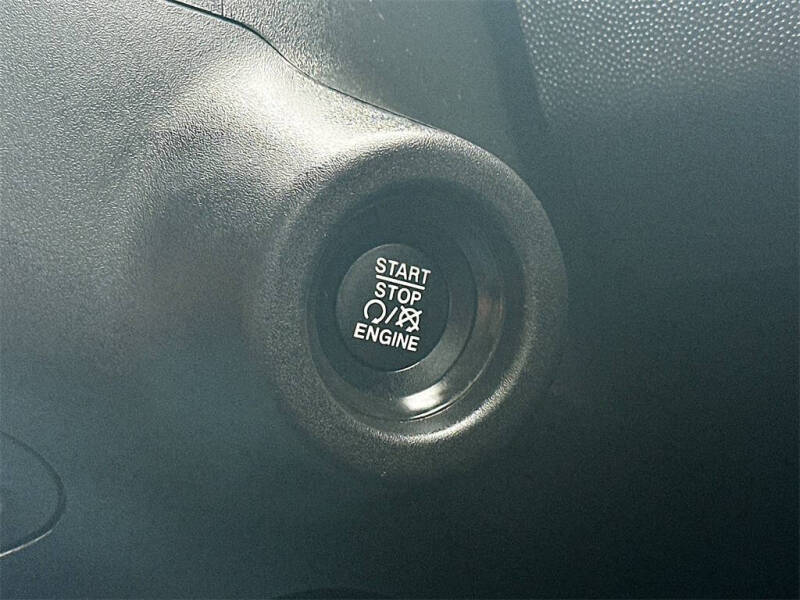 START
STOP
/
ENGINE